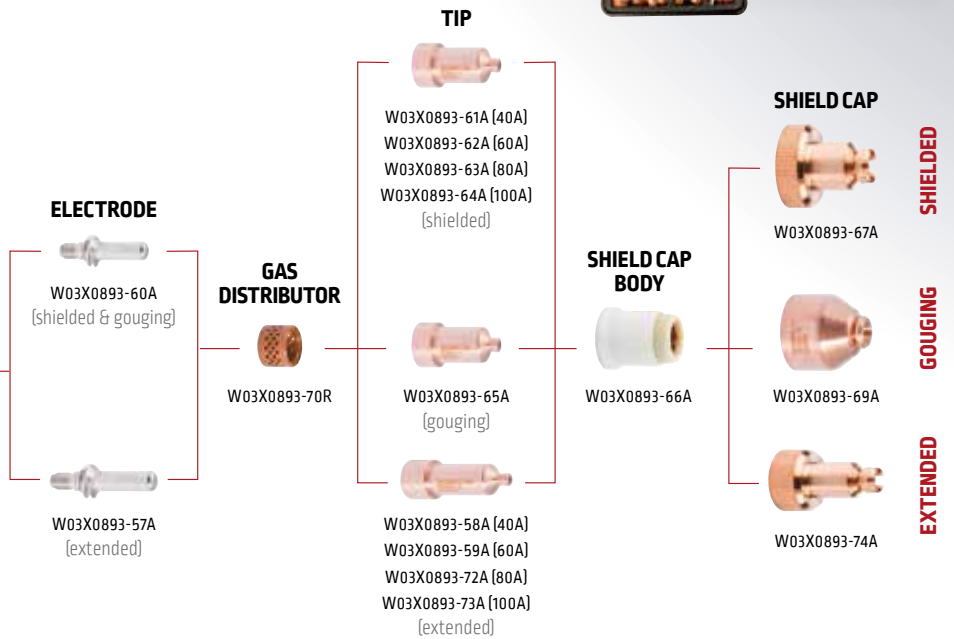 TIP
W03X0893-61A (40A)
W03X0893-62A (60A)
W03X0893-63A (80A)
W03X0893-64A (100A)
(shielded)
ELECTRODE
W03X0893-60A
(shielded & gouging)
GAS
DISTRIBUTOR
W03X0893-70R
W03X0893-65A
(gouging)
SHIELD CAP
BODY
W03X0893-66A
SHIELD CAP
W03X0893-67A
SHIELDED
W03X0893-69A
GOUGING
W03X0893-57A
(extended)
W03X0893-58A (40A)
W03X0893-59A (60A)
W03X0893-72A (80A)
W03X0893-73A (100A)
(extended)
W03X0893-74A
EXTENDED